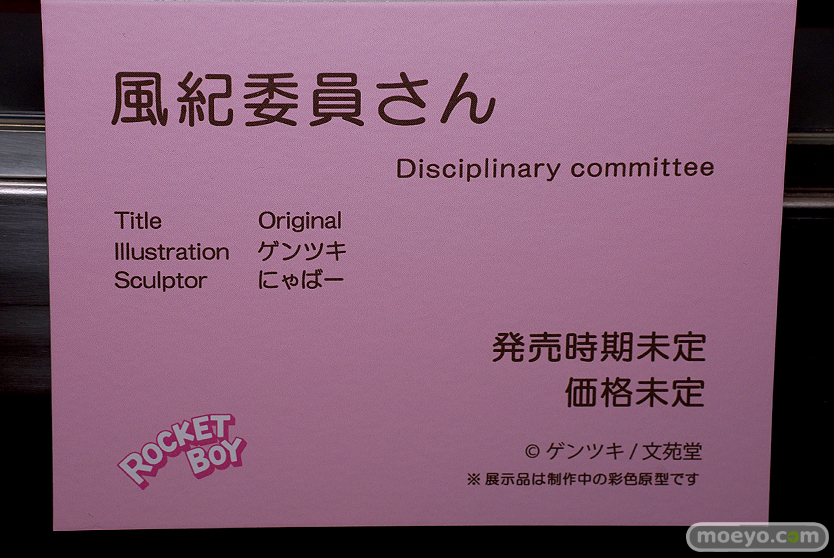 風紀委員さん
Disciplinary committee
Title Original
Illustration ゲンツキ
Sculptor にゃばー
発売時期未定
価格未定
ROCKET
BOY
© ゲンツキ / 文苑堂
※ 展示品は制作中の彩色原型です
moeyo.com